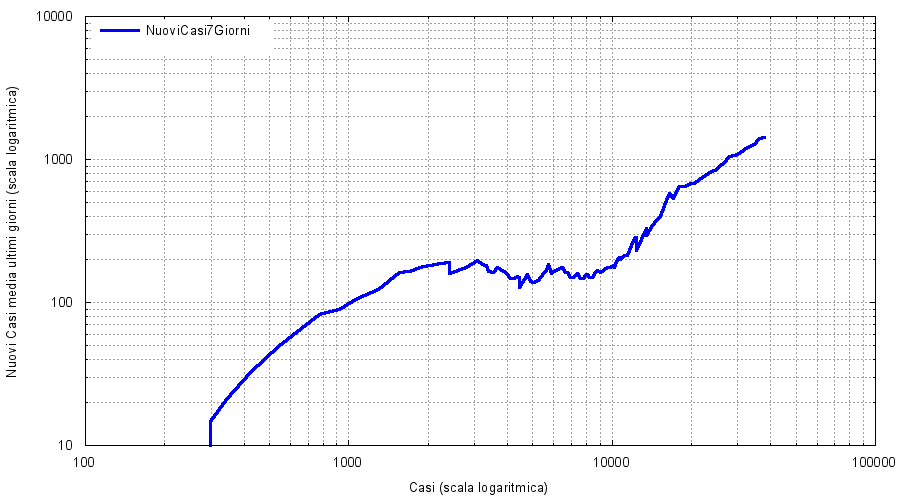 10000
NuoviCasi7Giorni
1000
100
10
Nuovi Casi media ultimi giorni (scala logaritmica)
100 1000 10000 100000
Casi (scala logaritmica)